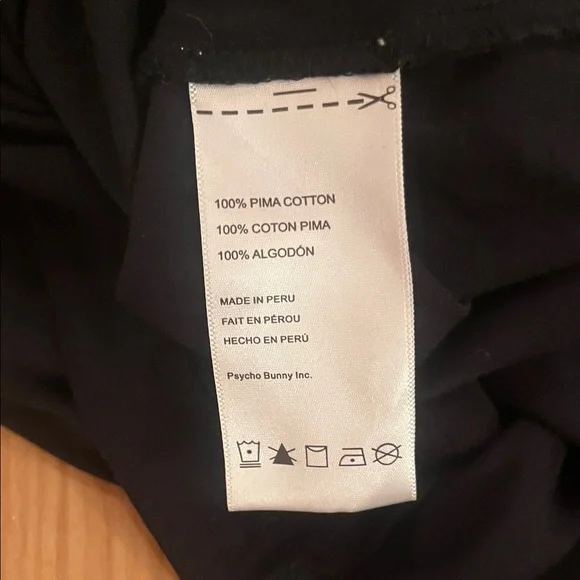 100% PIMA COTTON
100% COTON PIMA
100% ALGODÓN
MADE IN PERU
FAIT EN PÉROU
HECHO EN PERÚ
Psycho Bunny Inc.